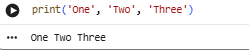 print('One', 'Two', 'Three')
One Two Three